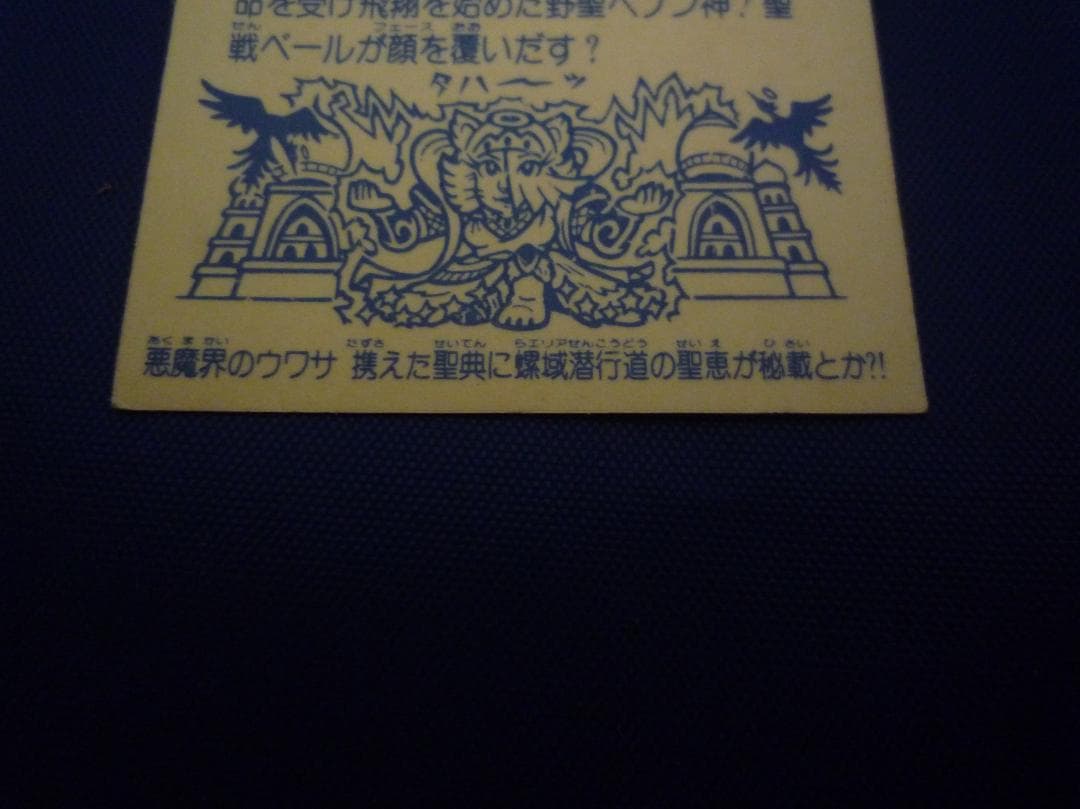 命を受け飛翔を始めた野聖ヘブン神！聖
戦ベールが顔を覆いだす？
タハーッ
悪魔界のウワサ 携えた聖典に螺域潜行道の聖恵が秘載とか?!